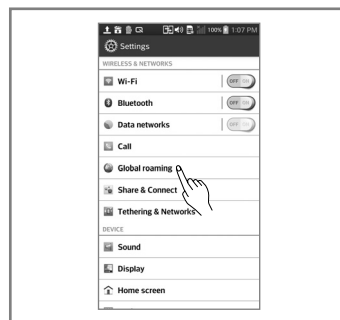 100% 1:07 PM
Settings
WIRELESS & NETWORKS
Wi-Fi OFF ON
Bluetooth OFF ON
Data networks OFF ON
Call
Global roaming
Share & Connect
Tethering & Networks
DEVICE
Sound
Display
Home screen